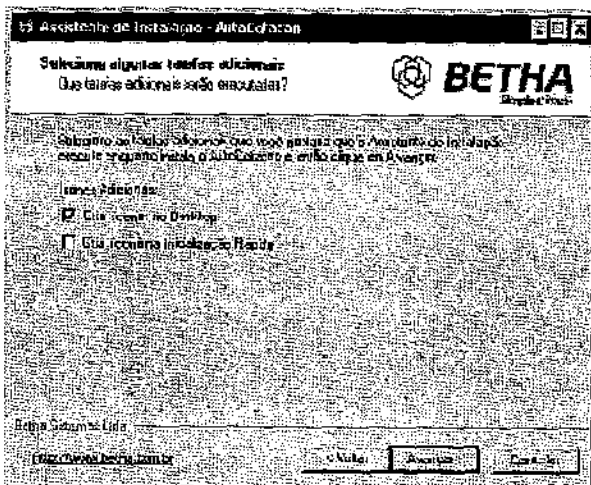 Assistente de Instalação - AutoCotacao
Selecione algumas tarefas adicionais
Que tarefas adicionais serão executadas?
BETHA
Selecione as tarefas adicionais que você gostaria que o Assistente de Instalação
execute enquanto instala o AutoCotacao e então clique em Avançar.
Ícones Adicionais:
Criar ícone no Desktop
Criar ícone na Inicialização Rápida
Betha Sistemas Ltda
http://www.betha.com.br
< Voltar
Avançar >
Cancelar